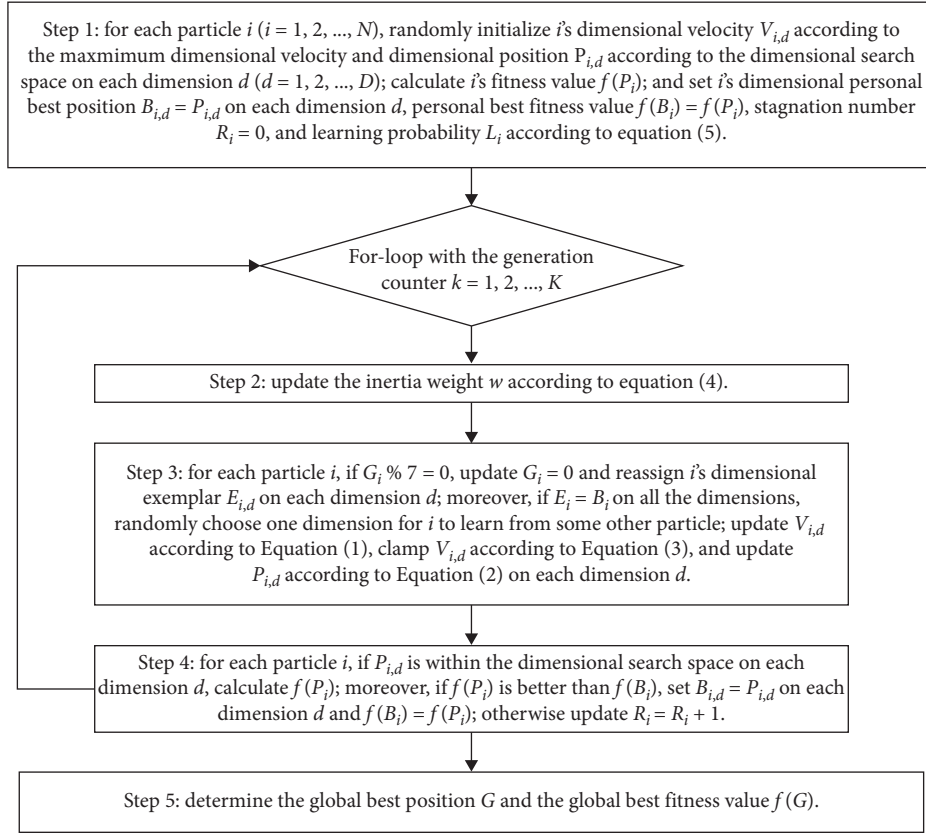 Step 1: for each particle i (i = 1, 2, ..., N), randomly initialize i's dimensional velocity V_{i,d} according to
the maxmimum dimensional velocity and dimensional position P_{i,d} according to the dimensional search
space on each dimension d (d = 1, 2, ..., D); calculate i's fitness value f (P_i); and set i's dimensional personal
best position B_{i,d} = P_{i,d} on each dimension d, personal best fitness value f (B_i) = f (P_i), stagnation number
R_i = 0, and learning probability L_i according to equation (5).
For-loop with the generation
counter k = 1, 2, ..., K
Step 2: update the inertia weight w according to equation (4).
Step 3: for each particle i, if G_i % 7 = 0, update G_i = 0 and reassign i's dimensional
exemplar E_{i,d} on each dimension d; moreover, if E_i = B_i on all the dimensions,
randomly choose one dimension for i to learn from some other particle; update V_{i,d}
according to Equation (1), clamp V_{i,d} according to Equation (3), and update
P_{i,d} according to Equation (2) on each dimension d.
Step 4: for each particle i, if P_{i,d} is within the dimensional search space on each
dimension d, calculate f (P_i); moreover, if f (P_i) is better than f (B_i), set B_{i,d} = P_{i,d} on each
dimension d and f (B_i) = f (P_i); otherwise update R_i = R_i + 1.
Step 5: determine the global best position G and the global best fitness value f (G).